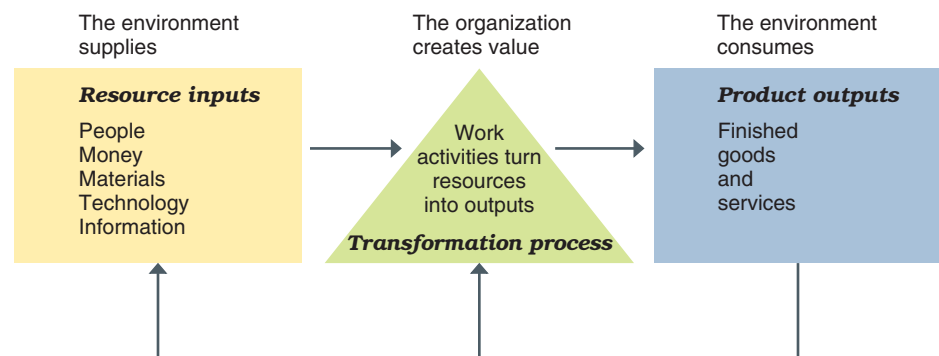 The environment
supplies
The organization
creates value
The environment
consumes
Resource inputs
People
Money
Materials
Technology
Information
Work
activities turn
resources
into outputs
Transformation process
Product outputs
Finished
goods
and
services